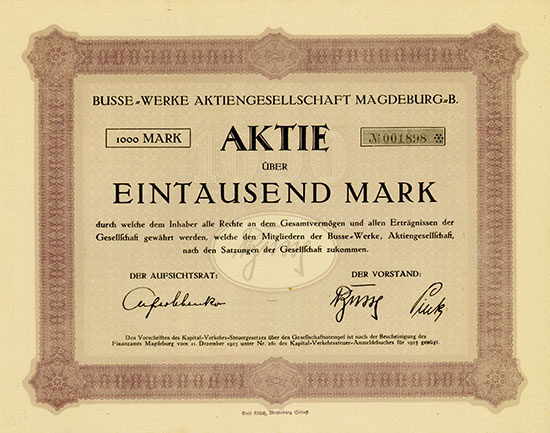 BUSSE-WERKE AKTIENGESELLSCHAFT MAGDEBURG-B.
1000 MARK
AKTIE
№ 001898
ÜBER
EINTAUSEND MARK
durch welche dem Inhaber alle Rechte an dem Gesamtvermögen und allen Erträgnissen der
Gesellschaft gewährt werden, welche den Mitgliedern der Busse-Werke, Aktiengesellschaft,
nach den Satzungen der Gesellschaft zukommen.
DER AUFSICHTSRAT:
DER VORSTAND:
Busse
Den Vorschriften des Kapital-Verkehrs-Steuergesetzes über den Gesellschaftsstempel ist nach der Bescheinigung des
Finanzamts Magdeburg vom 11. Dezember 1923 unter Nr. 261 des Kapital-Verkehrssteuer-Anmeldebuches für 1923 genügt.